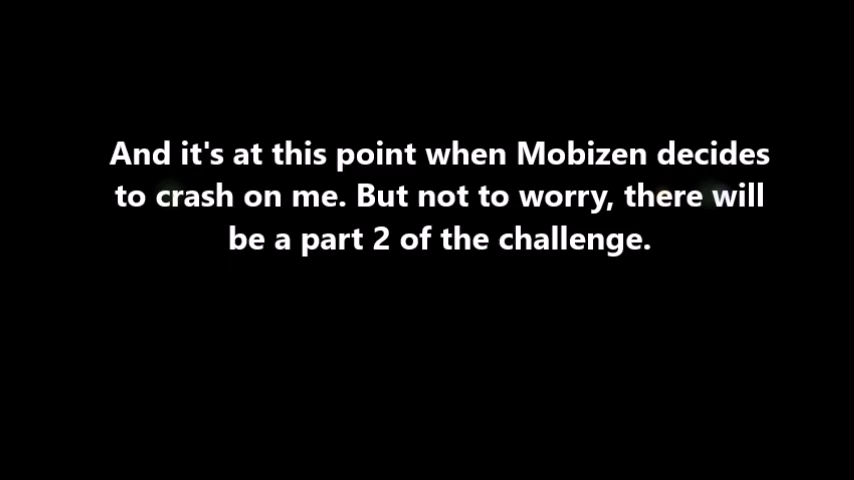 And it's at this point when Mobizen decides
to crash on me. But not to worry, there will
be a part 2 of the challenge.